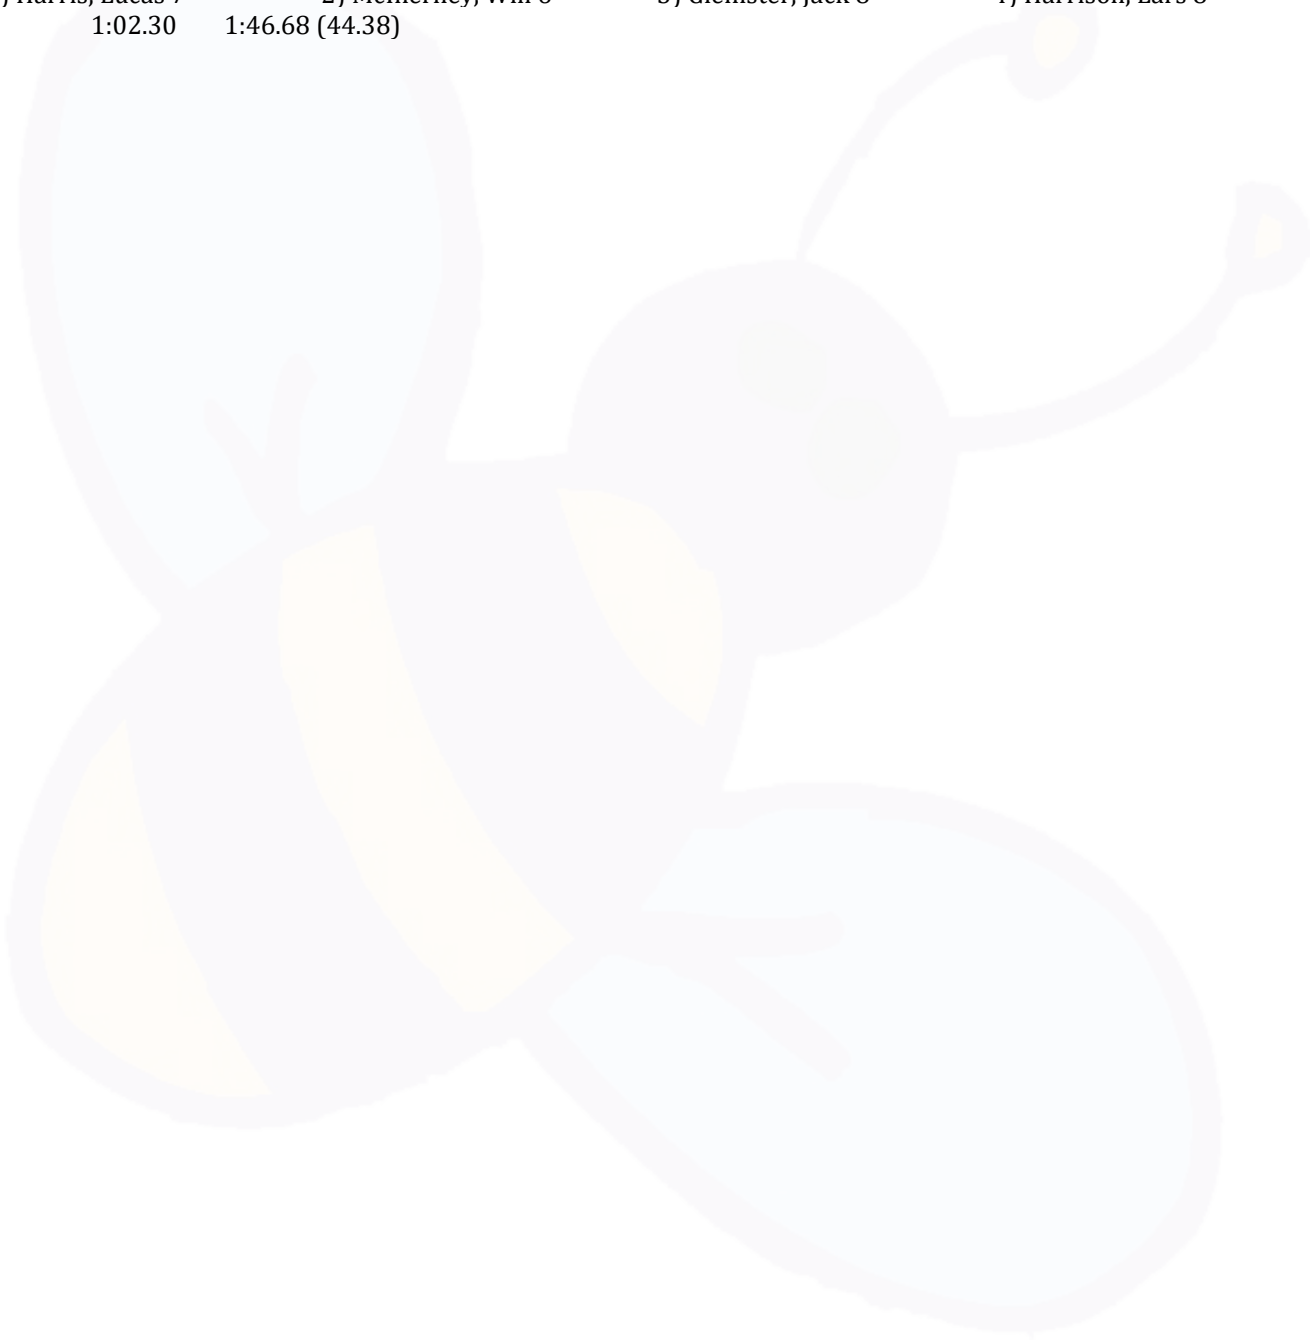 ) Harris, Lucas 7 2) McInerney, Will 8 3) Glenister, Jack 8 4) Harrison, Lars 8
1:02.30 1:46.68 (44.38)